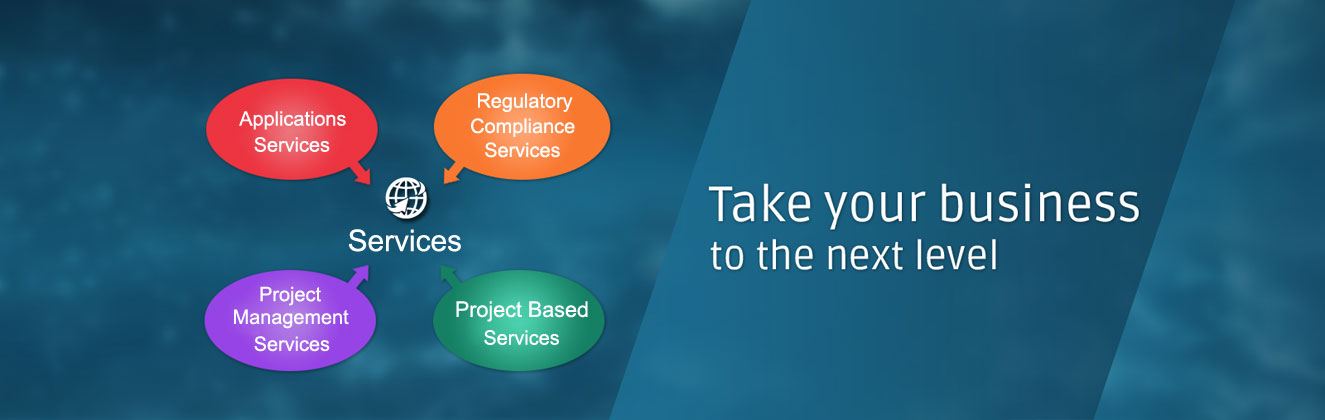 Applications
Services
Regulatory
Compliance
Services
Services
Project
Management
Services
Project Based
Services
Take your business
to the next level